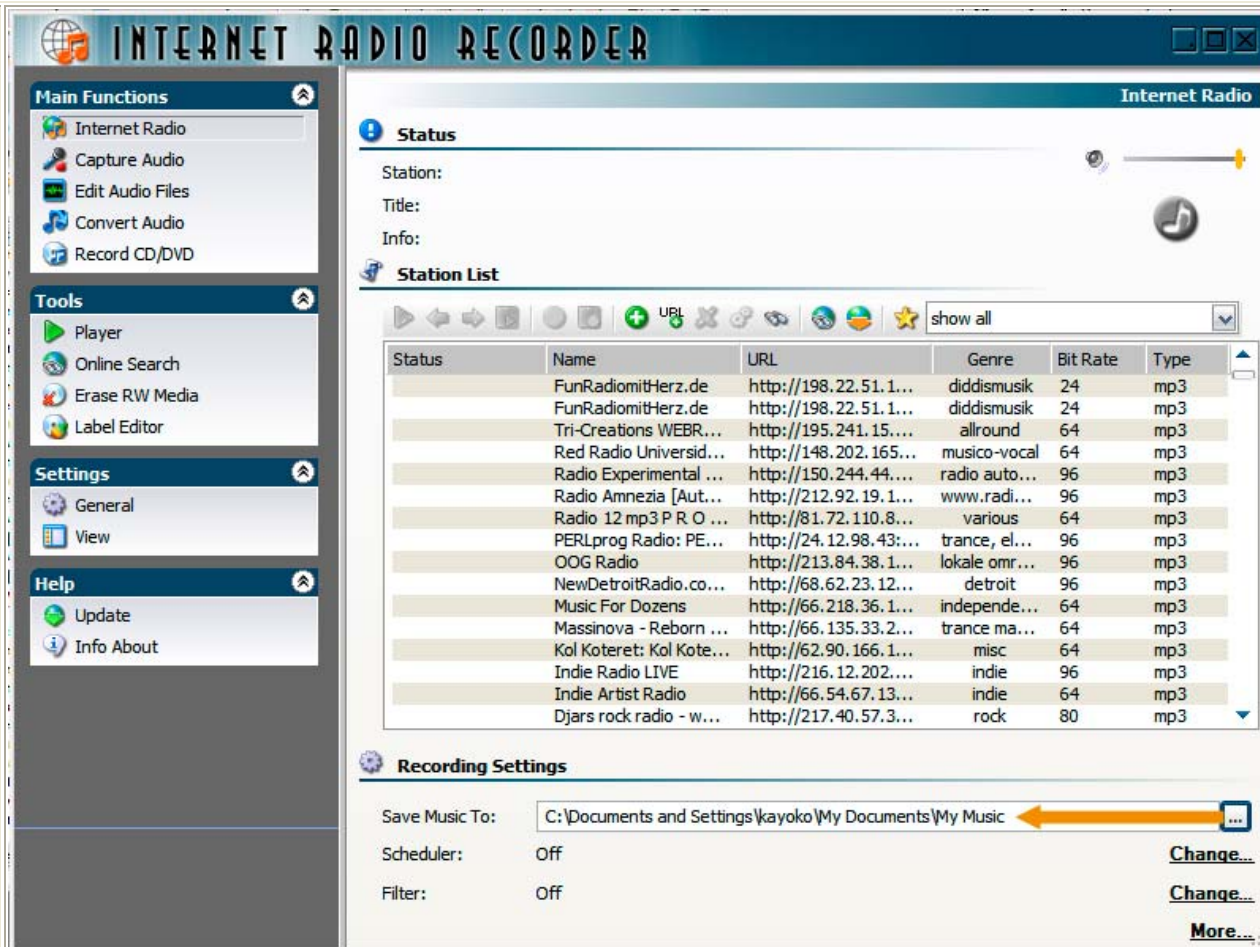 INTERNET RADIO RECORDER
Main Functions
Internet Radio
Capture Audio
Edit Audio Files
Convert Audio
Record CD/DVD
Tools
Player
Online Search
Erase RW Media
Label Editor
Settings
General
View
Help
Update
Info About
Internet Radio
Status
Station:
Title:
Info:
Station List
URL
show all
Status Name URL Genre Bit Rate Type
FunRadiomitHerz.de http://198.22.51.1... diddismusik 24 mp3
FunRadiomitHerz.de http://198.22.51.1... diddismusik 24 mp3
Tri-Creations WEBR... http://195.241.15.... allround 64 mp3
Red Radio Universid... http://148.202.165... musico-vocal 64 mp3
Radio Experimental ... http://150.244.44.... radio auto... 96 mp3
Radio Amnezia [Aut... http://212.92.19.1... www.radi... 96 mp3
Radio 12 mp3 P R O ... http://81.72.110.8... various 64 mp3
PERLprog Radio: PE... http://24.12.98.43:... trance, el... 96 mp3
OOG Radio http://213.84.38.1... lokale omr... 96 mp3
NewDetroitRadio.co... http://68.62.23.12... detroit 96 mp3
Music For Dozens http://66.218.36.1... independe... 64 mp3
Massinova - Reborn ... http://66.135.33.2... trance ma... 64 mp3
Kol Koteret: Kol Kote... http://62.90.166.1... misc 64 mp3
Indie Radio LIVE http://216.12.202.... indie 96 mp3
Indie Artist Radio http://66.54.67.13... indie 64 mp3
Djars rock radio - w... http://217.40.57.3... rock 80 mp3
Recording Settings
Save Music To: C:\Documents and Settings\kayoko\My Documents\My Music ...
Scheduler: Off Change...
Filter: Off Change...
More...